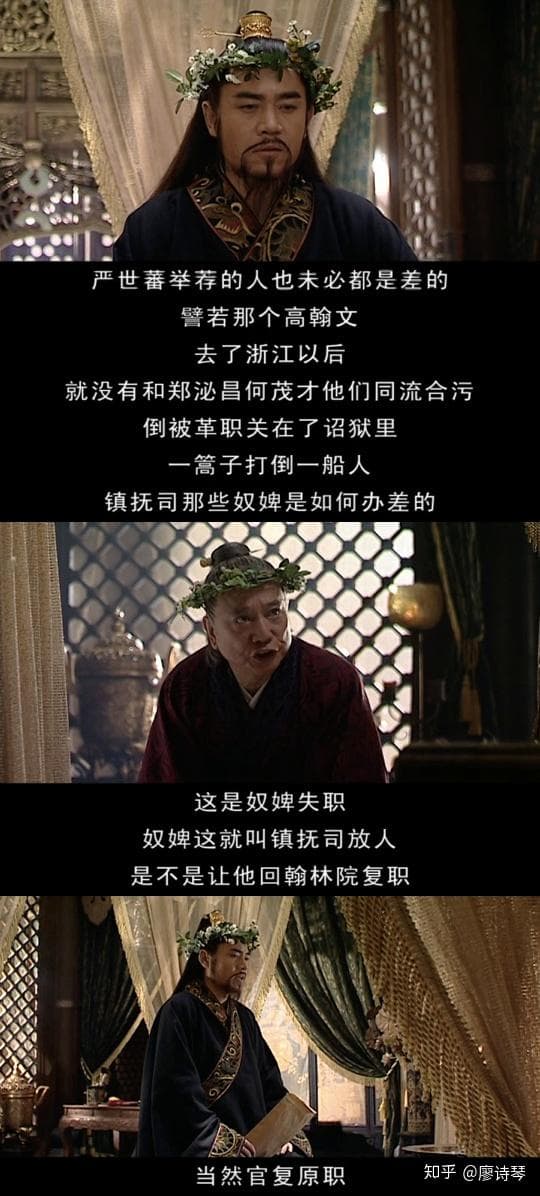 严世蕃举荐的人也未必都是差的
譬若那个高翰文
去了浙江以后
就没有和郑泌昌何茂才他们同流合污
倒被革职关在了诏狱里
一篙子打倒一船人
镇抚司那些奴婢是如何办差的
这是奴婢失职
奴婢这就叫镇抚司放人
是不是让他回翰林院复职
当然官复原职
知乎 @廖诗琴